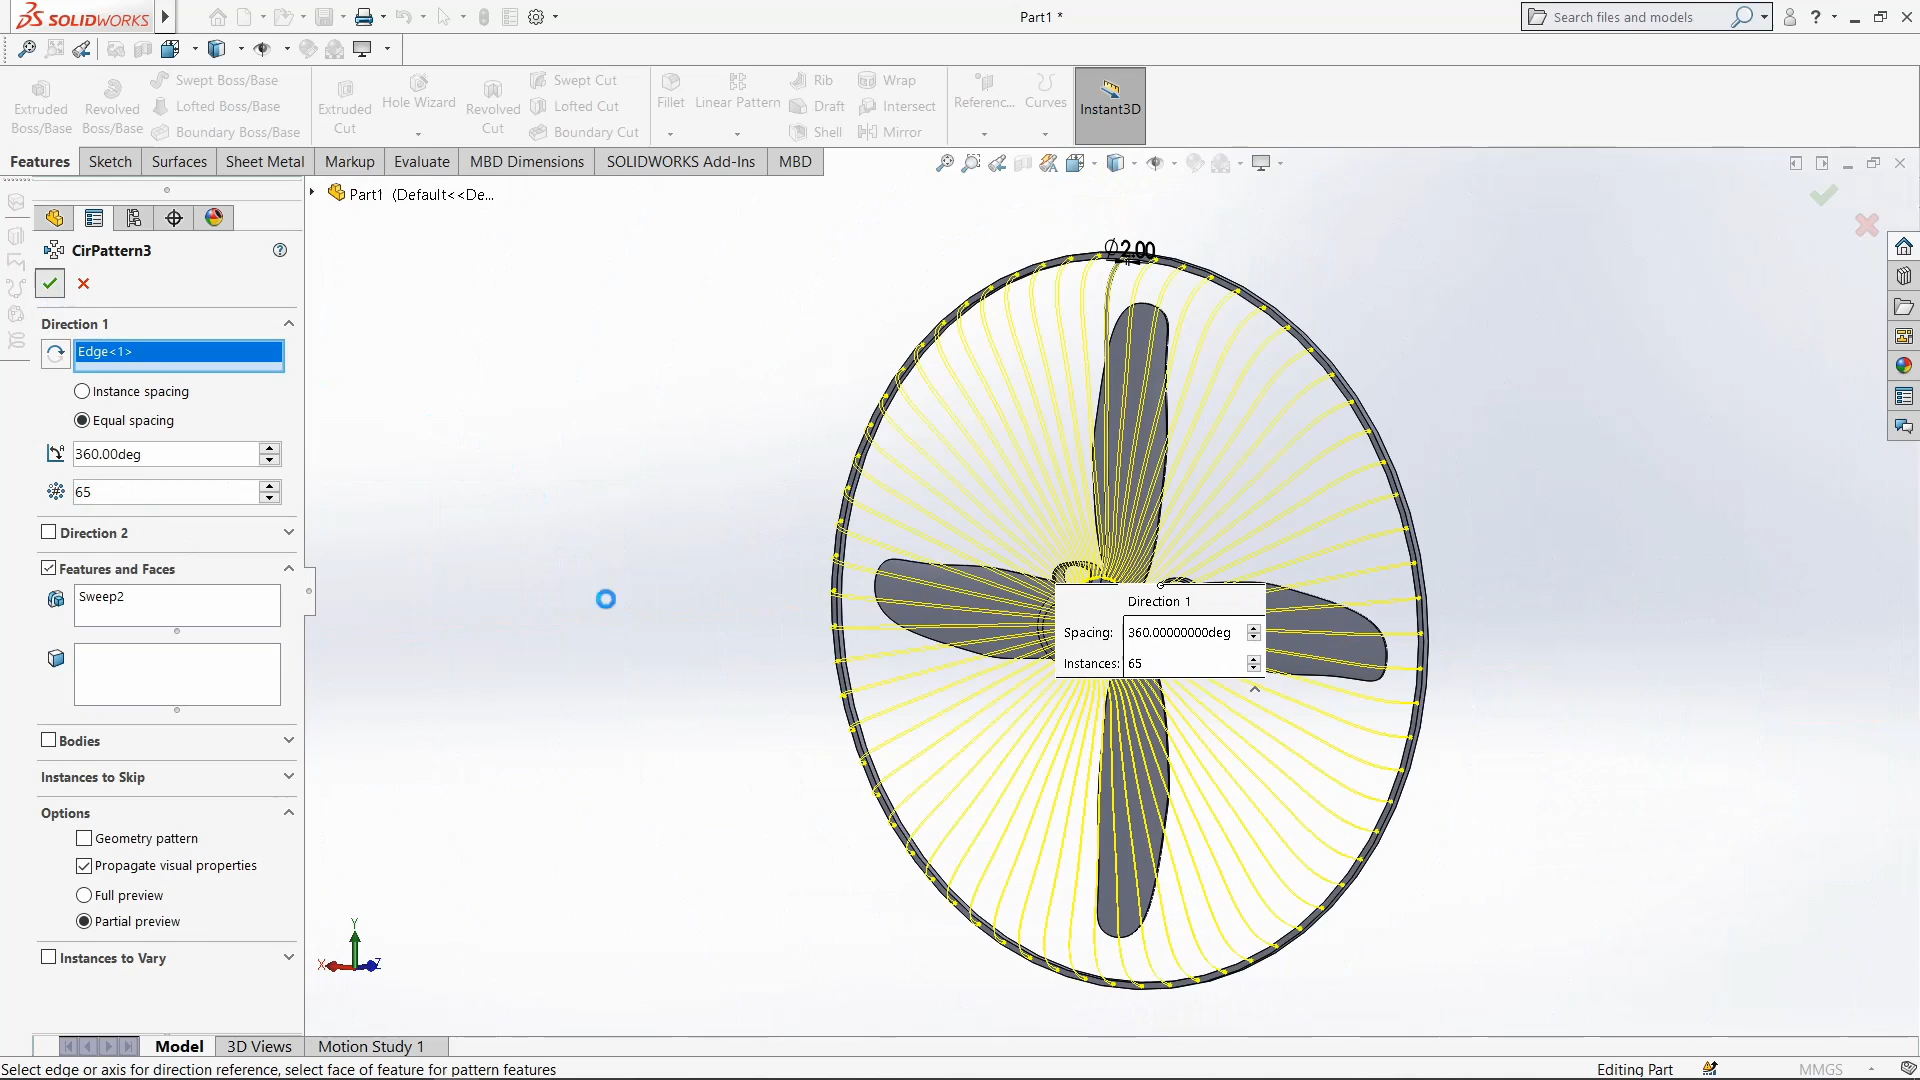 SOLIDWORKS
Part1 *
Search files and models
Extruded Boss/Base
Revolved Boss/Base
Swept Boss/Base
Lofted Boss/Base
Boundary Boss/Base
Extruded Cut
Hole Wizard
Revolved Cut
Swept Cut
Lofted Cut
Boundary Cut
Fillet
Linear Pattern
Rib
Draft
Shell
Wrap
Intersect
Mirror
Referenc...
Curves
Instant3D
Features
Sketch
Surfaces
Sheet Metal
Markup
Evaluate
MBD Dimensions
SOLIDWORKS Add-Ins
MBD
Part1 (Default<<De...
CirPattern3
Direction 1
Edge<1>
Instance spacing
Equal spacing
360.00deg
65
Direction 2
Features and Faces
Sweep2
Bodies
Instances to Skip
Options
Geometry pattern
Propagate visual properties
Full preview
Partial preview
Instances to Vary
∅2.00
Direction 1
Spacing: 360.00000000deg
Instances: 65
Y
X
Z
Model
3D Views
Motion Study 1
Select edge or axis for direction reference, select face of feature for pattern features
Editing Part
MMGS